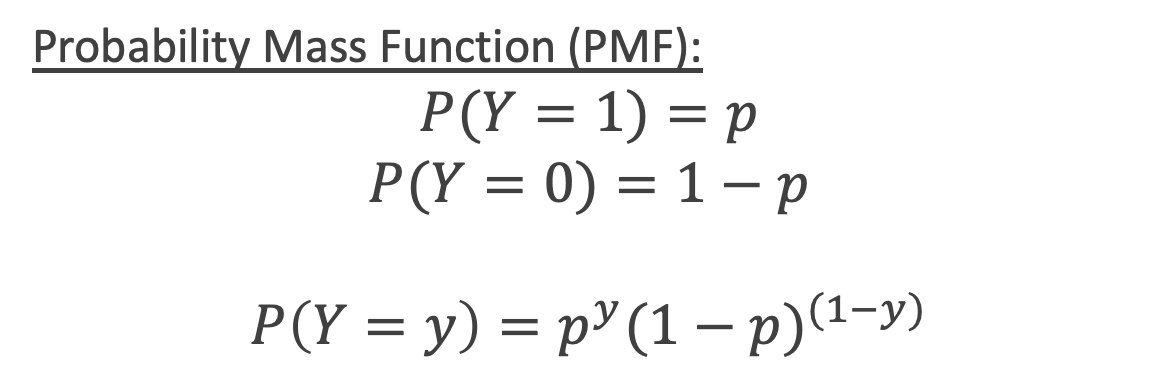 Probability Mass Function (PMF):
P(Y = 1) = p
P(Y = 0) = 1 − p
P(Y = y) = p^y (1 − p)^(1−y)